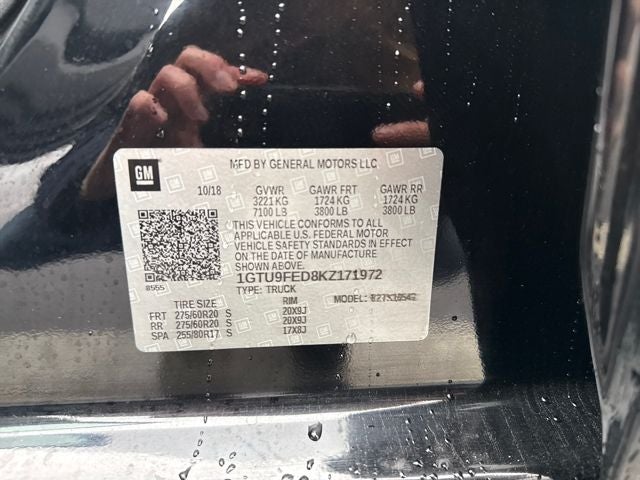 GM
MFD BY GENERAL MOTORS LLC
10/18 GVWR GAWR FRT GAWR RR
3221 KG 1724 KG 1724 KG
7100 LB 3800 LB 3800 LB
THIS VEHICLE CONFORMS TO ALL
APPLICABLE U.S. FEDERAL MOTOR
VEHICLE SAFETY STANDARDS IN EFFECT
ON THE DATE OF MANUFACTURE
SHOWN ABOVE.
1GTU9FED8KZ171972
8555
TYPE: TRUCK
MODEL:
TIRE SIZE RIM
FRT 275/60R20 S 20X9J
RR 275/60R20 S 20X9J
SPA 255/80R17 S 17X8J